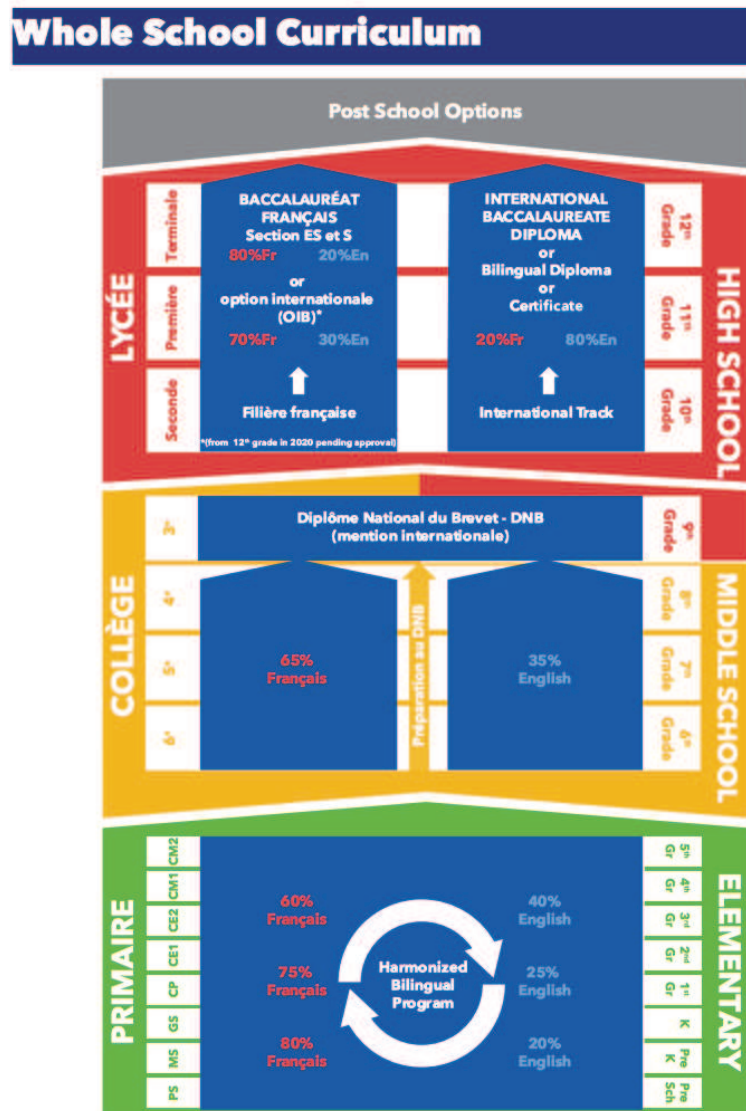 Whole School Curriculum
Post School Options
LYCÉE
Terminale
Première
Seconde
BACCALAURÉAT
FRANÇAIS
Section ES et S
80%Fr 20%En
or
option internationale
(OIB)*
70%Fr 30%En
Filière française
*(from 12th grade in 2020 pending approval)
INTERNATIONAL
BACCALAUREATE
DIPLOMA
or
Bilingual Diploma
or
Certificate
20%Fr 80%En
International Track
12th Grade
11th Grade
10th Grade
HIGH SCHOOL
COLLÈGE
3e
4e
5e
6e
Diplôme National du Brevet - DNB
(mention internationale)
65%
Français
Préparation au DNB
35%
English
9th Grade
8th Grade
7th Grade
6th Grade
MIDDLE SCHOOL
PRIMAIRE
CM2
CM1
CE2
CE1
CP
GS
MS
PS
60%
Français
40%
English
75%
Français
Harmonized
Bilingual
Program
25%
English
80%
Français
20%
English
5th Gr
4th Gr
3rd Gr
2nd Gr
1st Gr
K
Pre K
Pre Sch
ELEMENTARY